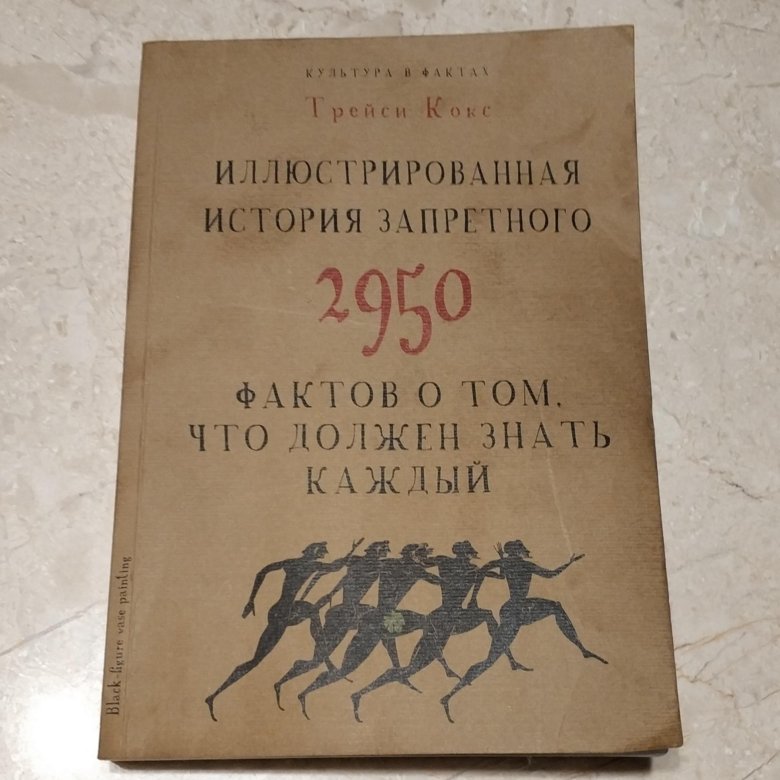 КУЛЬТУРА В ФАКТАХ
Трейси Кокс
ИЛЛЮСТРИРОВАННАЯ
ИСТОРИЯ ЗАПРЕТНОГО
2950
ФАКТОВ О ТОМ,
ЧТО ДОЛЖЕН ЗНАТЬ
КАЖДЫЙ
Black-figure vase painting